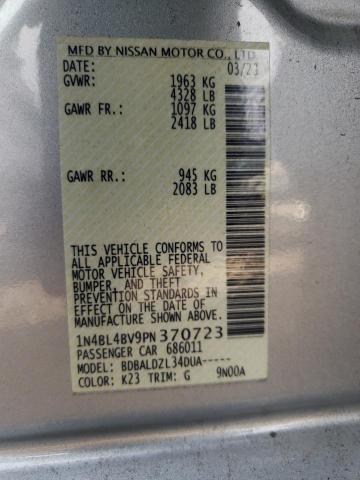 MFD BY NISSAN MOTOR CO., LTD.
DATE: 03/23
GVWR: 1963 KG
4328 LB
GAWR FR.: 1097 KG
2418 LB
GAWR RR.: 945 KG
2083 LB
THIS VEHICLE CONFORMS TO
ALL APPLICABLE FEDERAL
MOTOR VEHICLE SAFETY,
BUMPER, AND THEFT
PREVENTION STANDARDS IN
EFFECT ON THE DATE OF
MANUFACTURE SHOWN ABOVE.
1N4BL4BV9PN370723
PASSENGER CAR 686011
MODEL: BDBALDZL34DUA-----
COLOR: K23 TRIM: G 9N00A